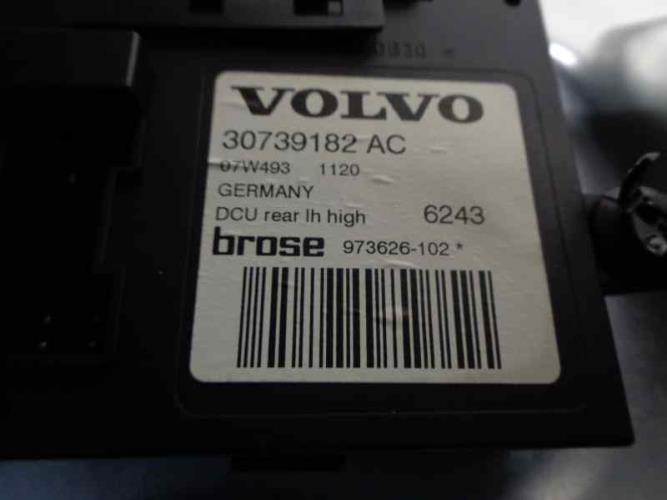 VOLVO
30739182 AC
07W493 1120
GERMANY
DCU rear lh high 6243
brose 973626-102 *